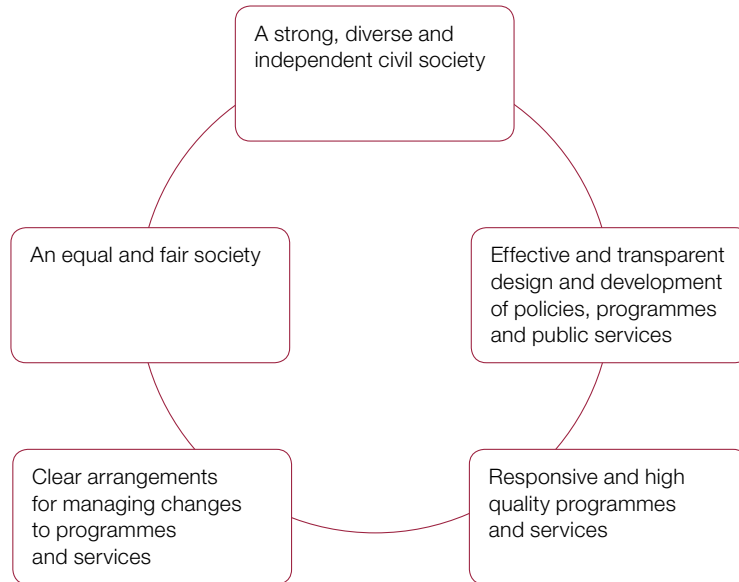 A strong, diverse and
independent civil society
An equal and fair society
Effective and transparent
design and development
of policies, programmes
and public services
Clear arrangements
for managing changes
to programmes
and services
Responsive and high
quality programmes
and services